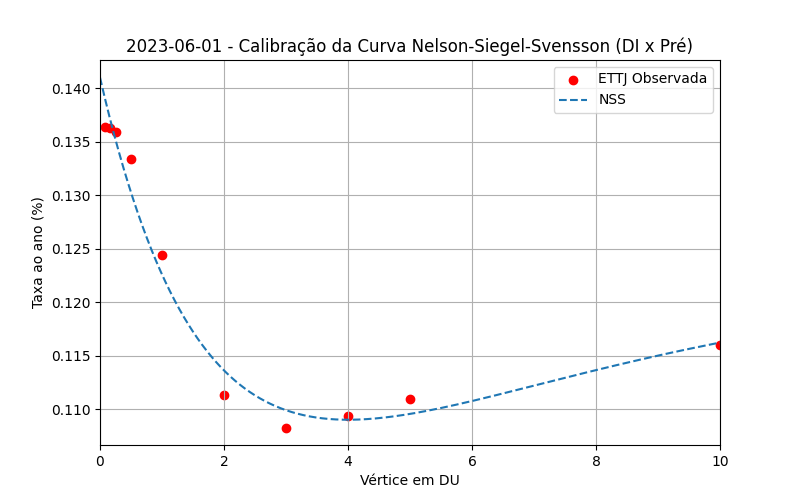 2023-06-01 - Calibração da Curva Nelson-Siegel-Svensson (DI x Pré)
ETTJ Observada
NSS
Taxa ao ano (%)
0.140
0.135
0.130
0.125
0.120
0.115
0.110
0
2
4
6
8
10
Vértice em DU